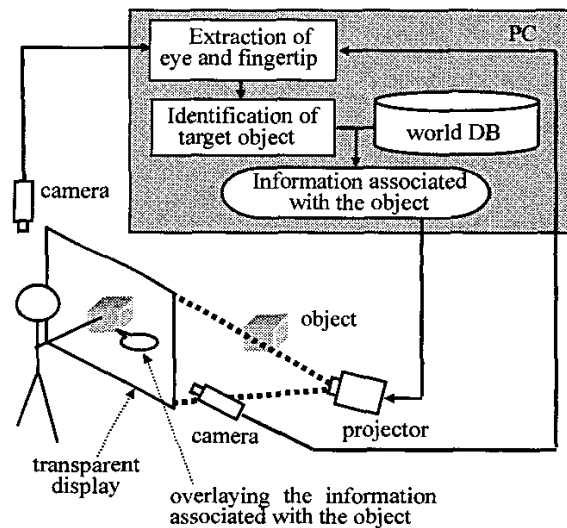 Extraction of
eye and fingertip
PC
Identification of
target object
world DB
Information associated
with the object
camera
object
camera
projector
transparent
display
overlaying the information
associated with the object